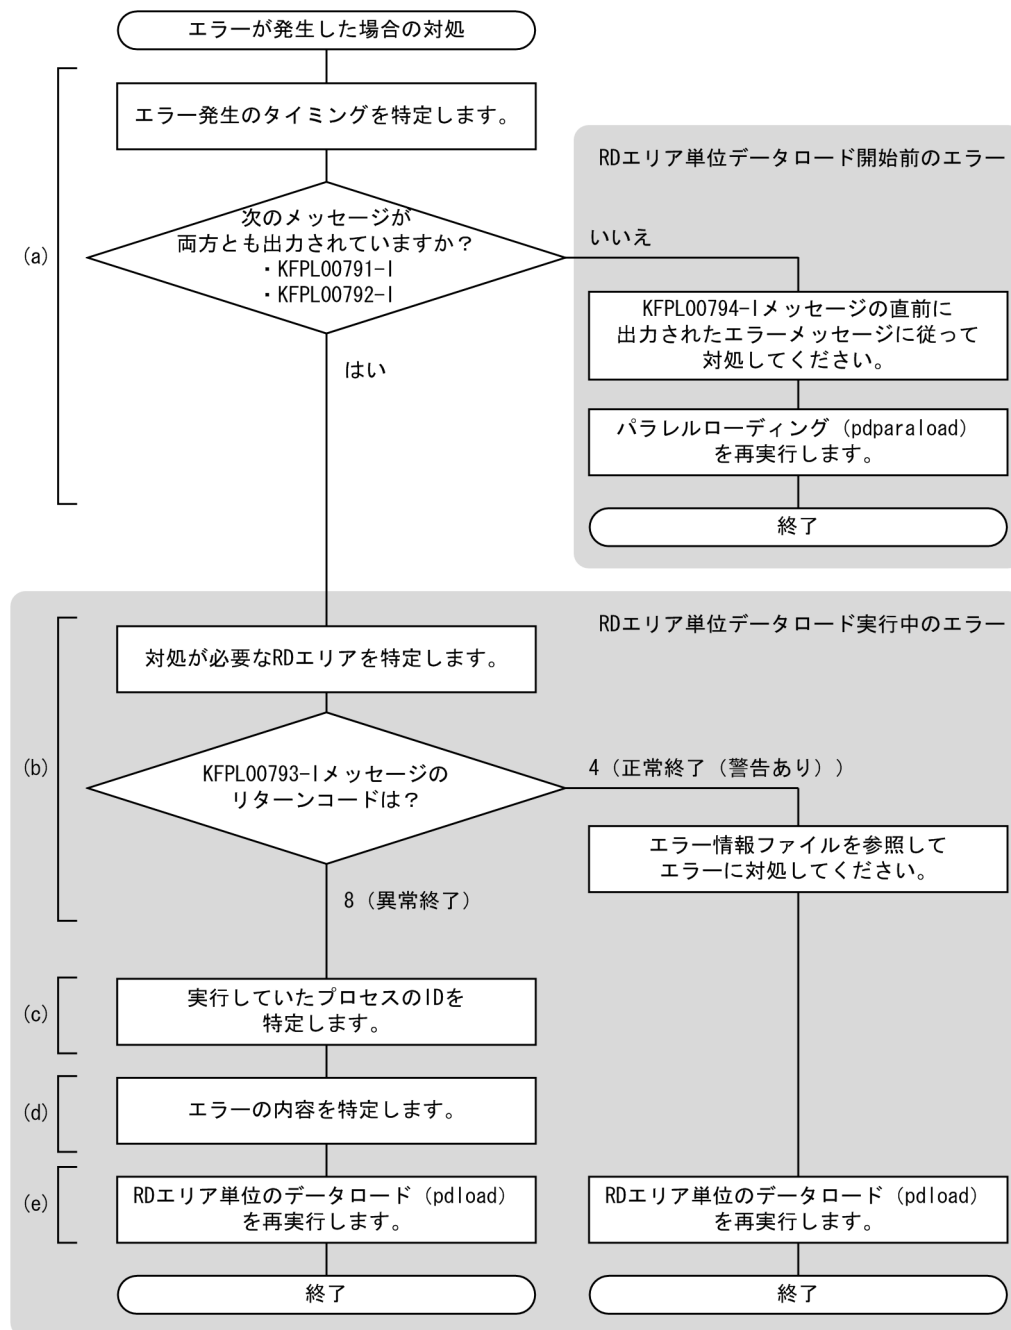 エラーが発生した場合の対処
エラー発生のタイミングを特定します。
(a)
次のメッセージが
両方とも出力されていますか？
・KFPL00791-I
・KFPL00792-I
はい
いいえ
RDエリア単位データロード開始前のエラー
KFPL00794-Iメッセージの直前に
出力されたエラーメッセージに従って
対処してください。
パラレルローディング（pdparaload）
を再実行します。
終了
RDエリア単位データロード実行中のエラー
(b)
対処が必要なRDエリアを特定します。
KFPL00793-Iメッセージの
リターンコードは？
4（正常終了（警告あり））
エラー情報ファイルを参照して
エラーに対処してください。
8（異常終了）
(c)
実行していたプロセスのIDを
特定します。
(d)
エラーの内容を特定します。
(e)
RDエリア単位のデータロード（pdload）
を再実行します。
RDエリア単位のデータロード（pdload）
を再実行します。
終了
終了